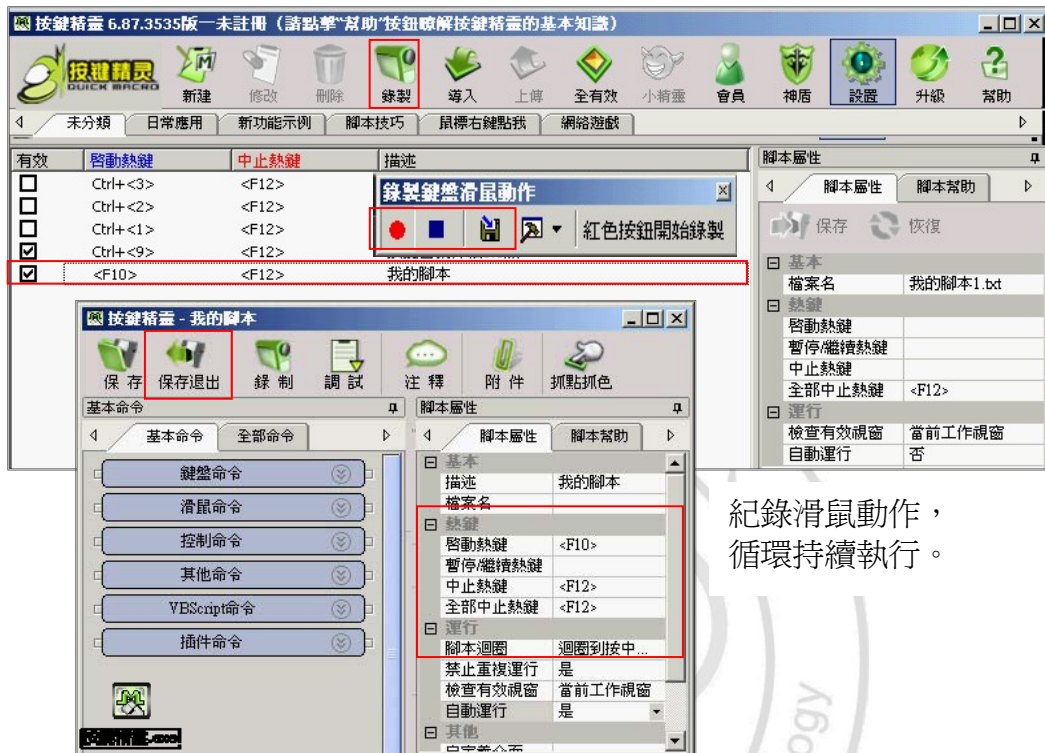 按鍵精靈 6.87.3535版—未註冊（請點擊“幫助”按鈕瞭解按鍵精靈的基本知識）
按鍵精灵
QUICK MACRO
新建 修改 刪除 錄製 導入 上傳 全有效 小精靈 會員 神盾 設置 升級 幫助
未分類 日常應用 新功能示例 腳本技巧 鼠標右鍵點我 網絡遊戲
有效 啓動熱鍵 中止熱鍵 描述
Ctrl+<3> <F12>
Ctrl+<2> <F12>
Ctrl+<1> <F12>
Ctrl+<9> <F12>
<F10> <F12> 我的腳本
錄製鍵盤滑鼠動作
紅色按鈕開始錄製
腳本屬性
腳本屬性 腳本幫助
保存 恢復
基本
檔案名 我的腳本1.txt
熱鍵
啓動熱鍵
暫停/繼續熱鍵
中止熱鍵
全部中止熱鍵 <F12>
運行
檢查有效視窗 當前工作視窗
自動運行 否
按鍵精靈 - 我的腳本
保 存 保存退出 錄 制 調 試 注 釋 附 件 抓點抓色
基本命令
基本命令 全部命令
鍵盤命令
滑鼠命令
控制命令
其他命令
VBScript命令
插件命令
腳本屬性
腳本屬性 腳本幫助
基本
描述 我的腳本
檔案名
熱鍵
啓動熱鍵 <F10>
暫停/繼續熱鍵
中止熱鍵 <F12>
全部中止熱鍵 <F12>
運行
腳本迴圈 迴圈到按中...
禁止重複運行 是
檢查有效視窗 當前工作視窗
自動運行 是
其他
紀錄滑鼠動作，
循環持續執行。
ogy